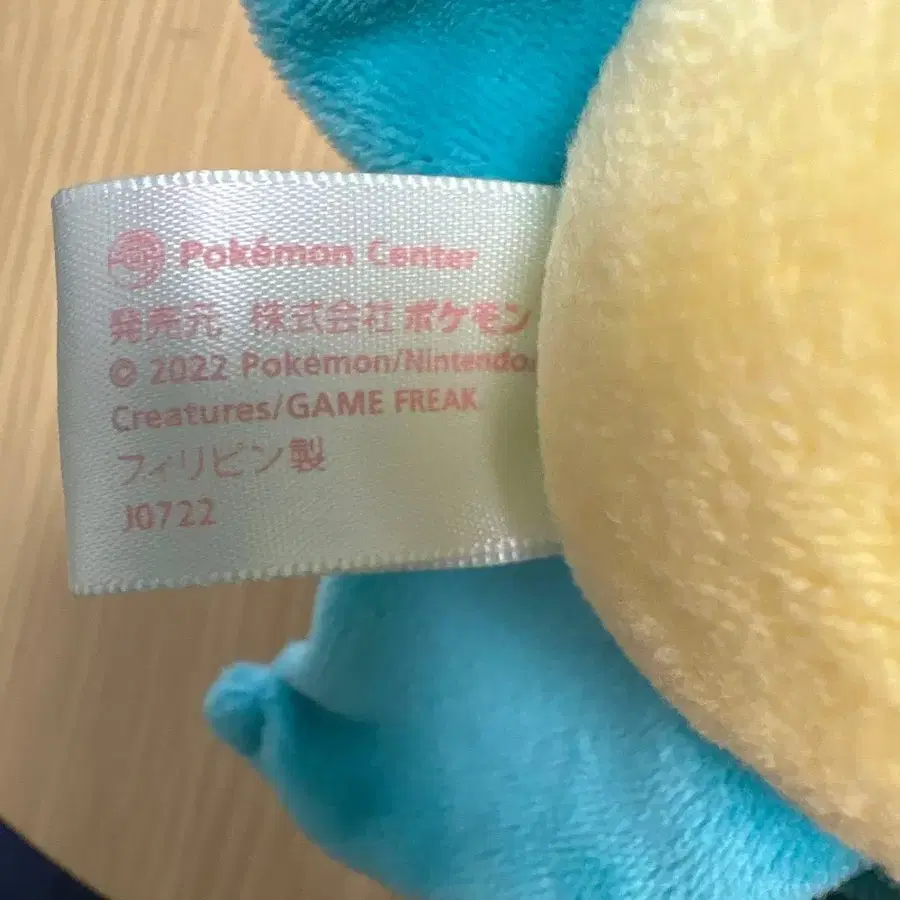 Pokémon Center
発売元 株式会社ポケモン
© 2022 Pokémon/Nintendo/
Creatures/GAME FREAK
フィリピン製
J0722